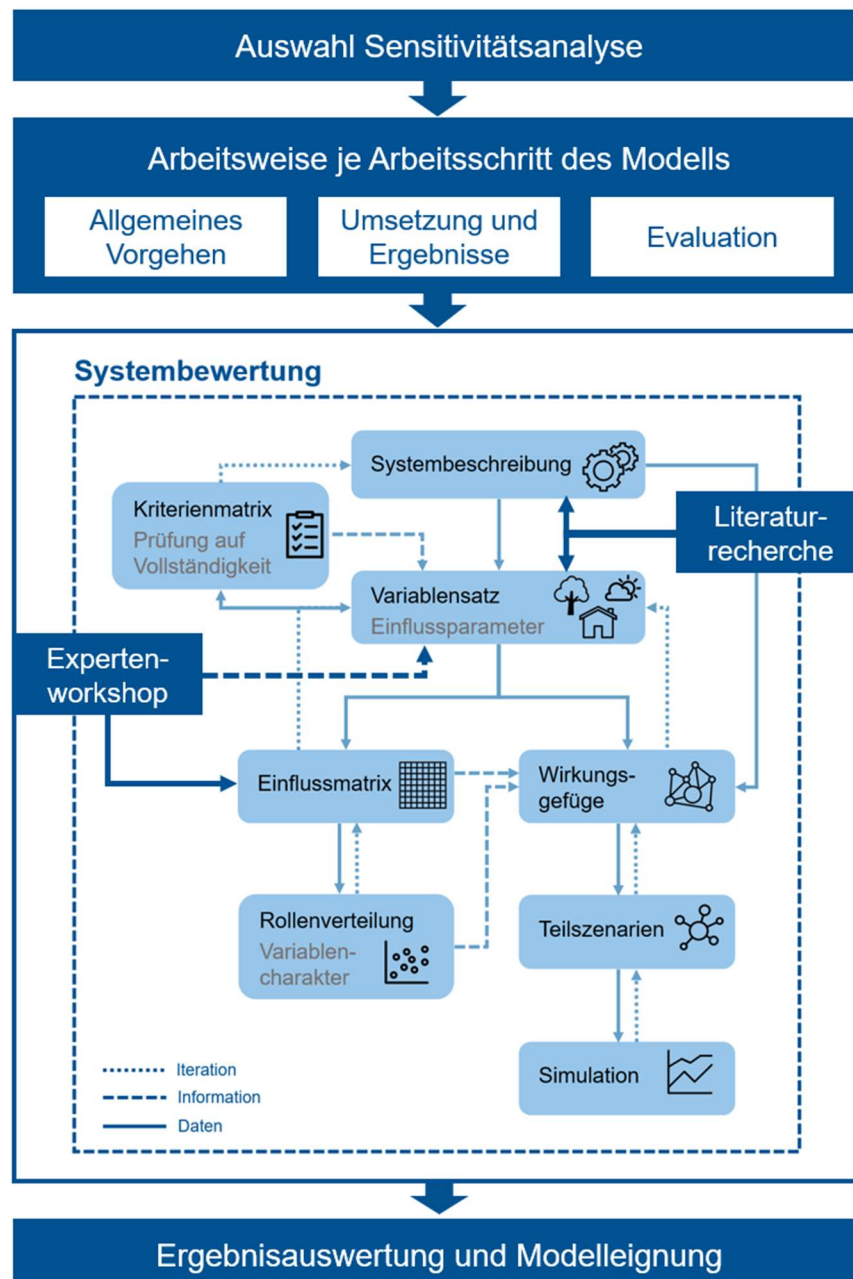 Auswahl Sensitivitätsanalyse
Arbeitsweise je Arbeitsschritt des Modells
Allgemeines
Vorgehen
Umsetzung und
Ergebnisse
Evaluation
Systembewertung
Systembeschreibung
Kriterienmatrix
Prüfung auf
Vollständigkeit
Literatur-
recherche
Variablensatz
Einflussparameter
Experten-
workshop
Einflussmatrix
Wirkungs-
gefüge
Rollenverteilung
Variablen-
charakter
Teilszenarien
Simulation
Iteration
Information
Daten
Ergebnisauswertung und Modelleignung